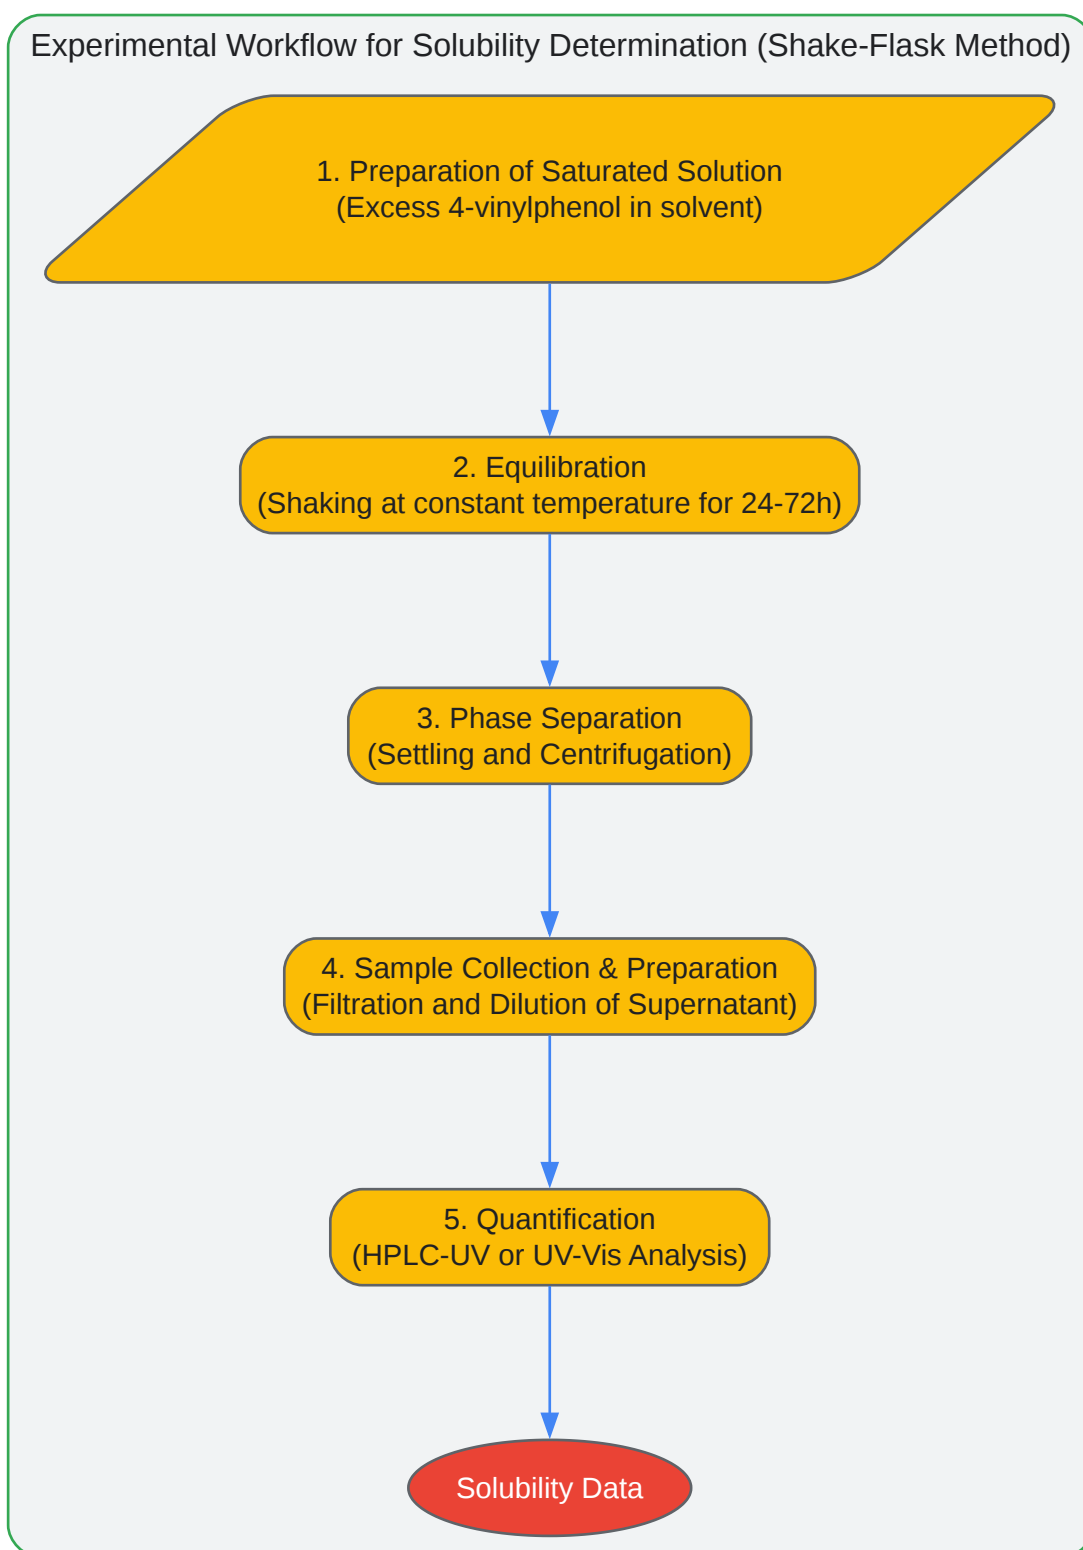 Experimental Workflow for Solubility Determination (Shake-Flask Method)
1. Preparation of Saturated Solution
(Excess 4-vinylphenol in solvent)
2. Equilibration
(Shaking at constant temperature for 24-72h)
3. Phase Separation
(Settling and Centrifugation)
4. Sample Collection & Preparation
(Filtration and Dilution of Supernatant)
5. Quantification
(HPLC-UV or UV-Vis Analysis)
Solubility Data